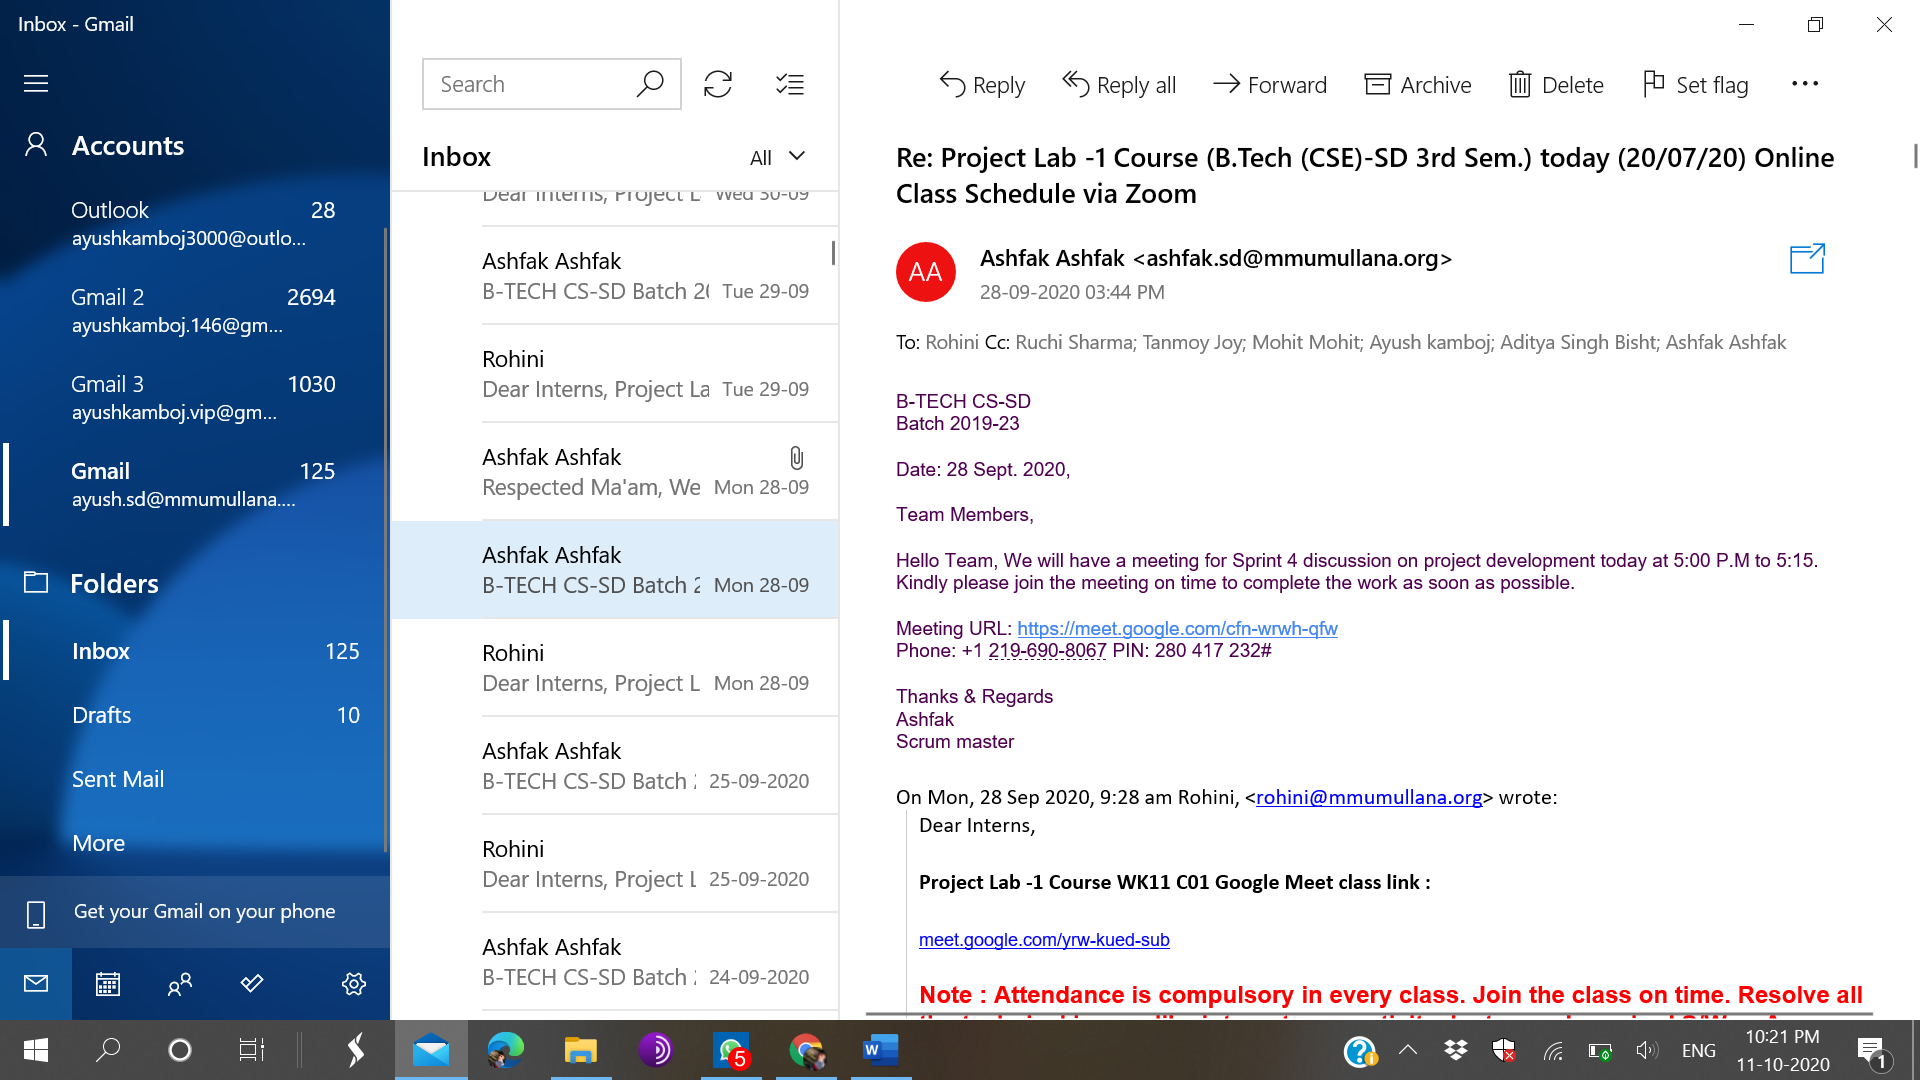 Inbox - Gmail
Accounts
Outlook 28
ayushkamboj3000@outlo...
Gmail 2 2694
ayushkamboj.146@gm...
Gmail 3 1030
ayushkamboj.vip@gm...
Gmail 125
ayush.sd@mmumullana....
Folders
Inbox 125
Drafts 10
Sent Mail
More
Get your Gmail on your phone
Search
Inbox All
Dear Interns, Project L Wed 30-09
Ashfak Ashfak
B-TECH CS-SD Batch 20 Tue 29-09
Rohini
Dear Interns, Project La Tue 29-09
Ashfak Ashfak
Respected Ma'am, We Mon 28-09
Ashfak Ashfak
B-TECH CS-SD Batch 2 Mon 28-09
Rohini
Dear Interns, Project L Mon 28-09
Ashfak Ashfak
B-TECH CS-SD Batch 25-09-2020
Rohini
Dear Interns, Project L 25-09-2020
Ashfak Ashfak
B-TECH CS-SD Batch 24-09-2020
Reply Reply all Forward Archive Delete Set flag
Re: Project Lab -1 Course (B.Tech (CSE)-SD 3rd Sem.) today (20/07/20) Online
Class Schedule via Zoom
AA
Ashfak Ashfak <ashfak.sd@mmumullana.org>
28-09-2020 03:44 PM
To: Rohini Cc: Ruchi Sharma; Tanmoy Joy; Mohit Mohit; Ayush kamboj; Aditya Singh Bisht; Ashfak Ashfak
B-TECH CS-SD
Batch 2019-23
Date: 28 Sept. 2020,
Team Members,
Hello Team, We will have a meeting for Sprint 4 discussion on project development today at 5:00 P.M to 5:15.
Kindly please join the meeting on time to complete the work as soon as possible.
Meeting URL: https://meet.google.com/cfn-wrwh-qfw
Phone: +1 219-690-8067 PIN: 280 417 232#
Thanks & Regards
Ashfak
Scrum master
On Mon, 28 Sep 2020, 9:28 am Rohini, <rohini@mmumullana.org> wrote:
Dear Interns,
Project Lab -1 Course WK11 C01 Google Meet class link :
meet.google.com/yrw-kued-sub
Note : Attendance is compulsory in every class. Join the class on time. Resolve all
5
W
ENG
10:21 PM
11-10-2020
1